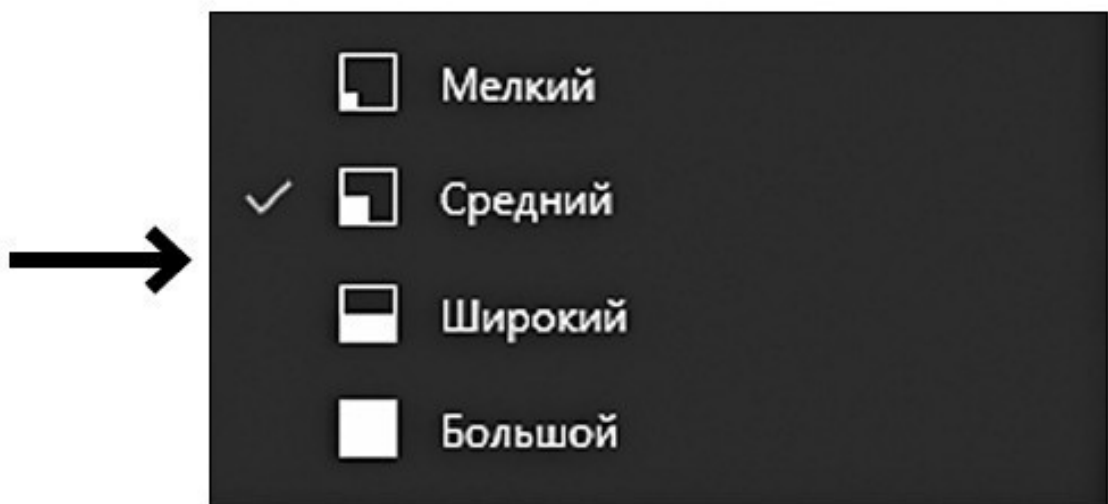 Мелкий
Средний
Широкий
Большой